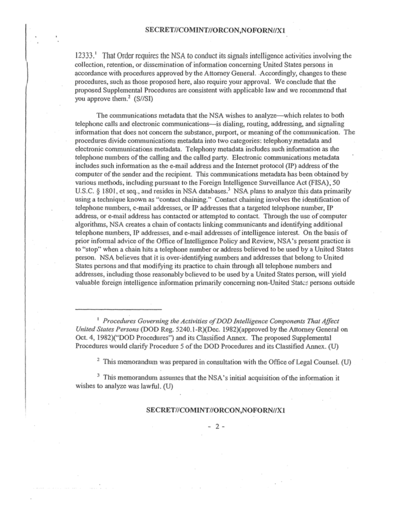 SECRET//COMINT//ORCON,NOFORN//X1
12333.¹ That Order requires the NSA to conduct its signals intelligence activities involving the
collection, retention, or dissemination of information concerning United States persons in
accordance with procedures approved by the Attorney General. Accordingly, changes to these
procedures, such as those proposed here, also require your approval. We conclude that the
proposed Supplemental Procedures are consistent with applicable law and we recommend that
you approve them.² (S//SI)
The communications metadata that the NSA wishes to analyze—which relates to both
telephone calls and electronic communications—is dialing, routing, addressing, and signaling
information that does not concern the substance, purport, or meaning of the communication. The
procedures divide communications metadata into two categories: telephony metadata and
electronic communications metadata. Telephony metadata includes such information as the
telephone numbers of the calling and the called party. Electronic communications metadata
includes such information as the e-mail address and the Internet protocol (IP) address of the
computer of the sender and the recipient. This communications metadata has been obtained by
various methods, including pursuant to the Foreign Intelligence Surveillance Act (FISA), 50
U.S.C. § 1801, et seq., and resides in NSA databases.³ NSA plans to analyze this data primarily
using a technique known as "contact chaining." Contact chaining involves the identification of
telephone numbers, e-mail addresses, or IP addresses that a targeted telephone number, IP
address, or e-mail address has contacted or attempted to contact. Through the use of computer
algorithms, NSA creates a chain of contacts linking communicants and identifying additional
telephone numbers, IP addresses, and e-mail addresses of intelligence interest. On the basis of
prior informal advice of the Office of Intelligence Policy and Review, NSA's present practice is
to "stop" when a chain hits a telephone number or address believed to be used by a United States
person. NSA believes that it is over-identifying numbers and addresses that belong to United
States persons and that modifying its practice to chain through all telephone numbers and
addresses, including those reasonably believed to be used by a United States person, will yield
valuable foreign intelligence information primarily concerning non-United States persons outside
¹ Procedures Governing the Activities of DOD Intelligence Components That Affect
United States Persons (DOD Reg. 5240.1-R)(Dec. 1982)(approved by the Attorney General on
Oct. 4, 1982)("DOD Procedures") and its Classified Annex. The proposed Supplemental
Procedures would clarify Procedure 5 of the DOD Procedures and its Classified Annex. (U)
² This memorandum was prepared in consultation with the Office of Legal Counsel. (U)
³ This memorandum assumes that the NSA's initial acquisition of the information it
wishes to analyze was lawful. (U)
SECRET//COMINT//ORCON,NOFORN//X1
- 2 -